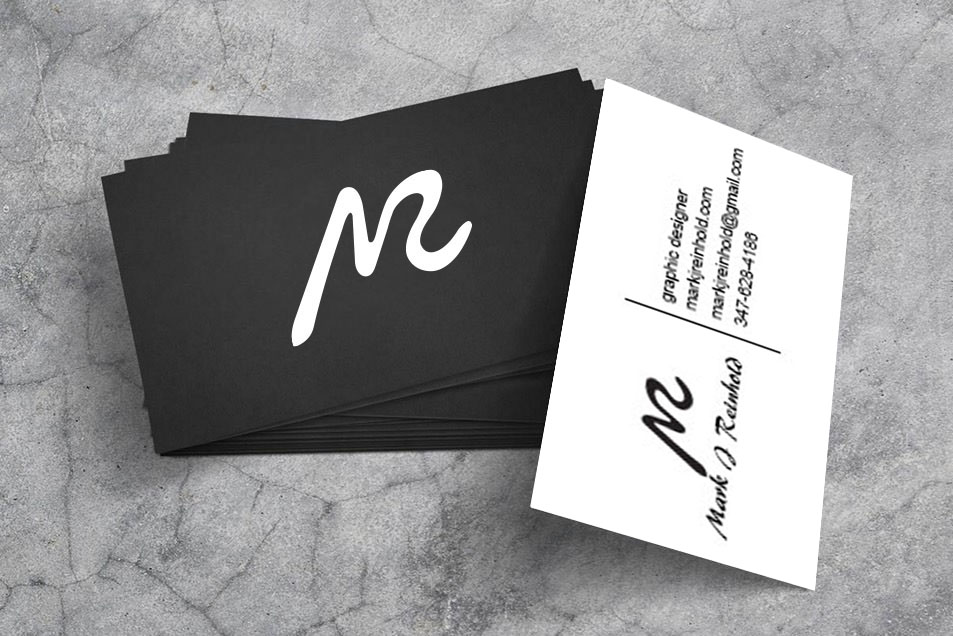 M
M
Mark J Reinhold
graphic designer
markjreinhold.com
markjreinhold@gmail.com
347-628-4188